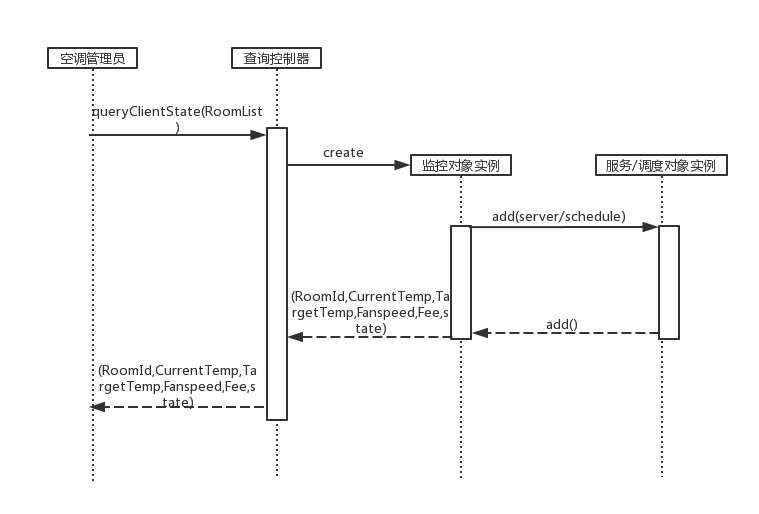 空调管理员
查询控制器
queryClientState(RoomList
)
create
监控对象实例
服务/调度对象实例
add(server/schedule)
(RoomId,CurrentTemp,Ta
rgetTemp,Fanspeed,Fee,s
tate)
add()
(RoomId,CurrentTemp,Ta
rgetTemp,Fanspeed,Fee,s
tate)